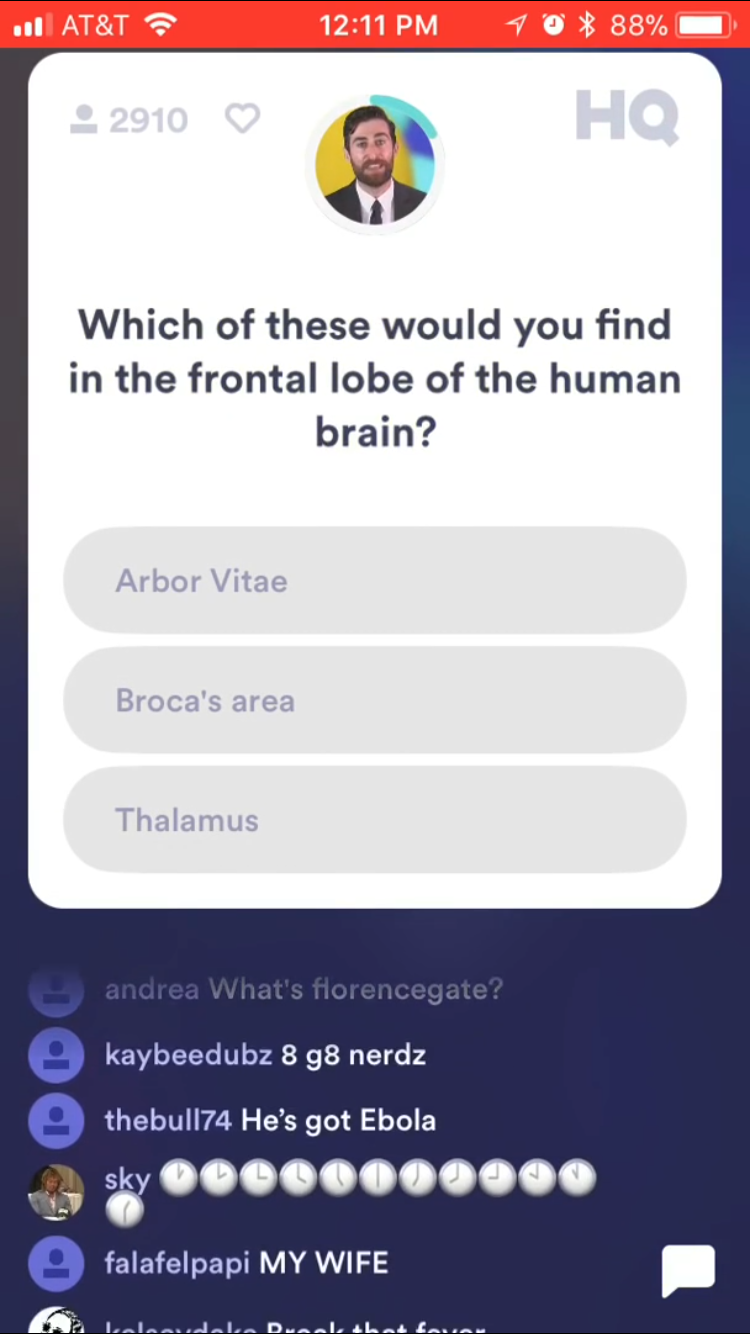 AT&T 12:11 PM 88%
2910 HQ
Which of these would you find
in the frontal lobe of the human
brain?
Arbor Vitae
Broca's area
Thalamus
andrea What's florencegate?
kaybeedubz 8 g8 nerdz
thebull74 He's got Ebola
sky
falafelpapi MY WIFE
Break that fever